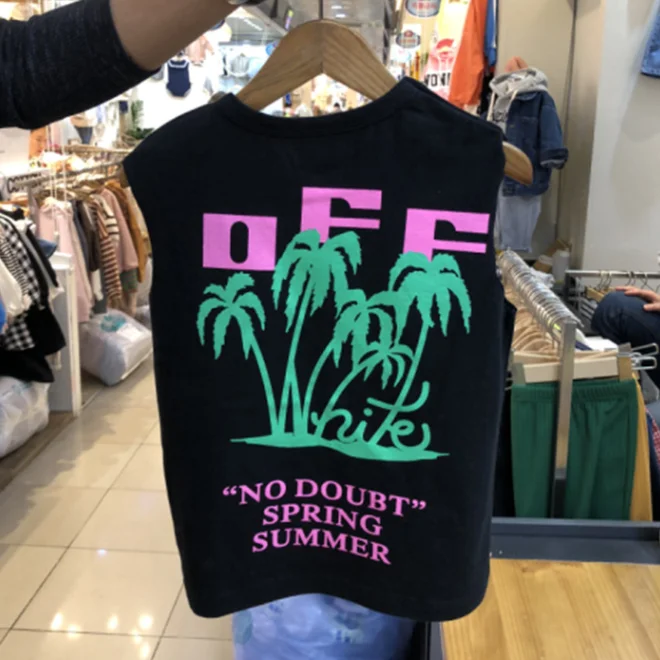 OFF
White
“NO DOUBT”
SPRING
SUMMER